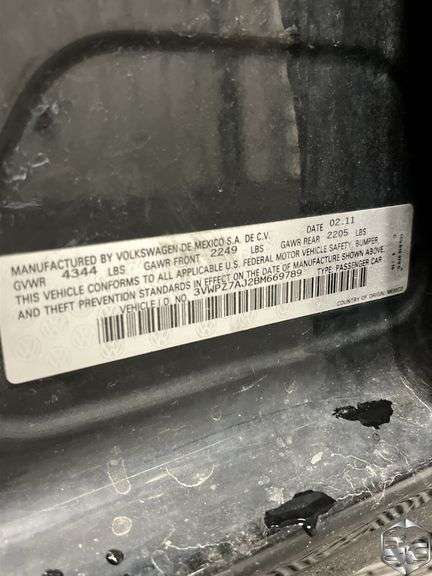 MANUFACTURED BY VOLKSWAGEN DE MEXICO S.A. DE C.V. DATE 02.11
GVWR 4344 LBS GAWR FRONT 2249 LBS GAWR REAR 2205 LBS
THIS VEHICLE CONFORMS TO ALL APPLICABLE U.S. FEDERAL MOTOR VEHICLE SAFETY, BUMPER,
AND THEFT PREVENTION STANDARDS IN EFFECT ON THE DATE OF MANUFACTURE SHOWN ABOVE.
VEHICLE I.D. NO.: 3VWPZ7AJ2BM669789 TYPE: PASSENGER CAR
COUNTRY OF ORIGIN: MEXICO